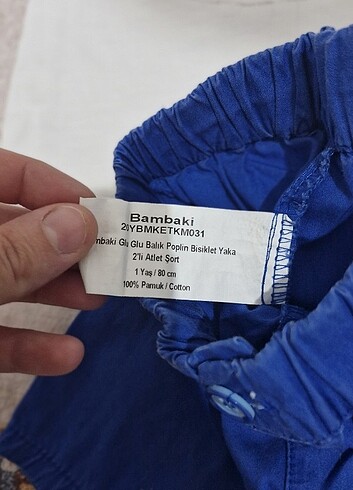 Bambaki
20YBMKETKM031
mbaki Glu Glu Balık Poplin Bisiklet Yaka
2'li Atlet Şort
1 Yaş / 80 cm
100% Pamuk / Cotton